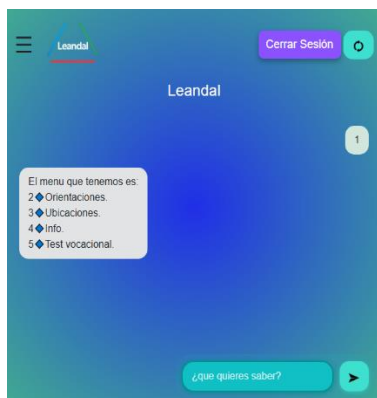 Leandal
Cerrar Sesión
Leandal
1
El menu que tenemos es:
2🔹Orientaciones.
3🔹Ubicaciones.
4🔹Info.
5🔹Test vocacional.
¿que quieres saber?